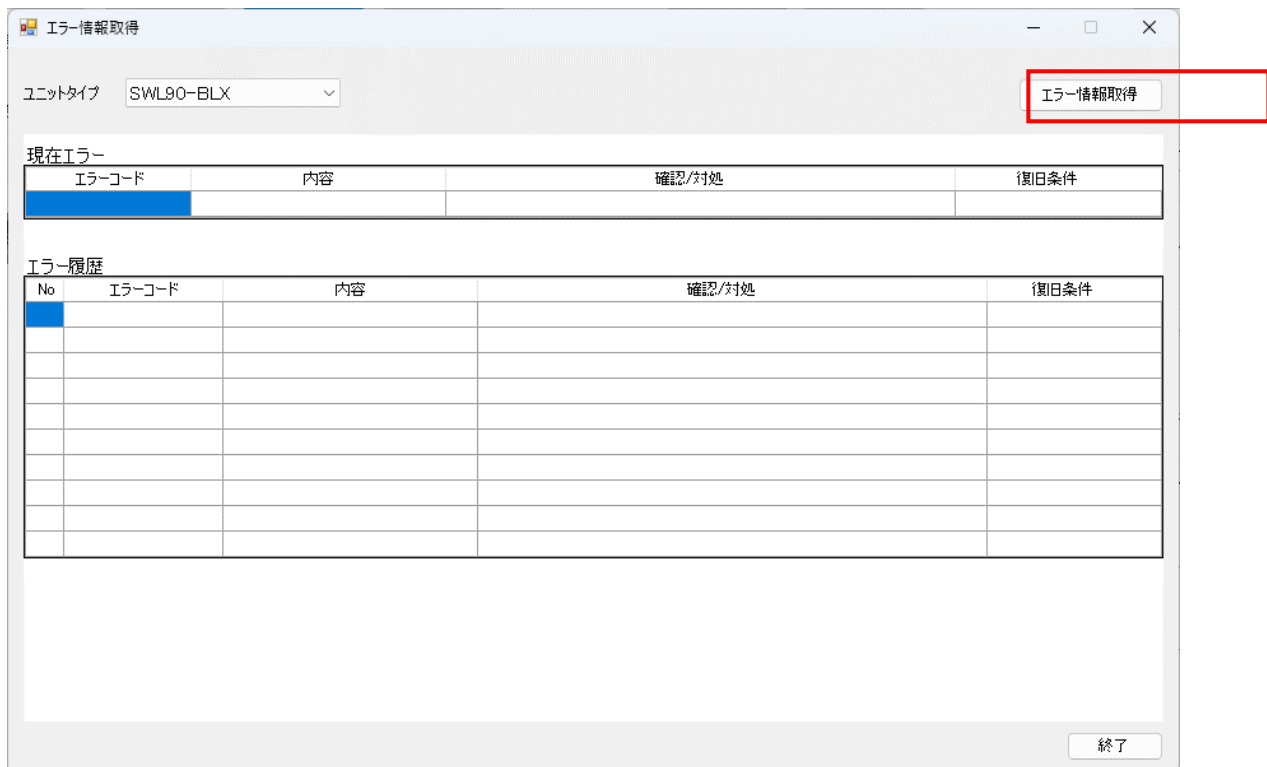 エラー情報取得
ユニットタイプ SWL90-BLX エラー情報取得
現在エラー
エラーコード 内容 確認/対処 復旧条件
エラー履歴
No エラーコード 内容 確認/対処 復旧条件
終了